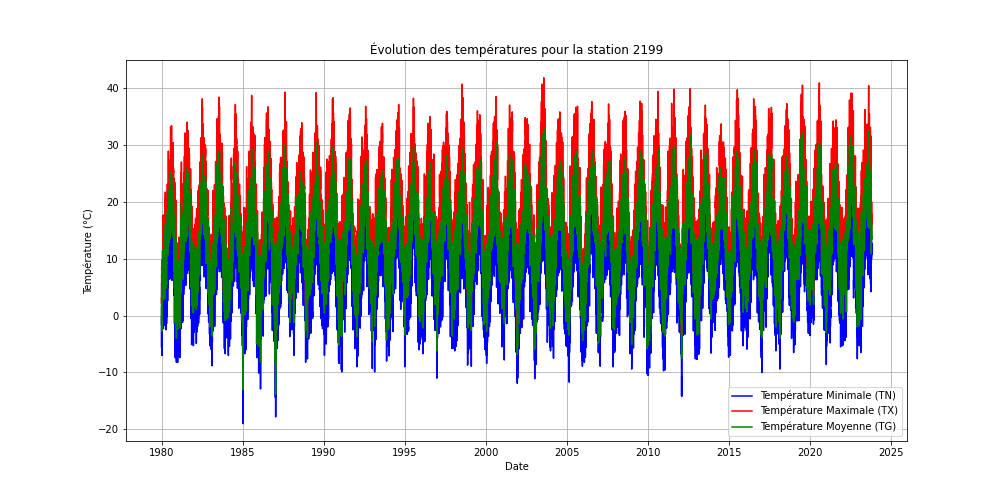 Évolution des températures pour la station 2199
Température (°C)
40
30
20
10
0
−10
−20
1980
1985
1990
1995
2000
2005
2010
2015
2020
2025
Date
Température Minimale (TN)
Température Maximale (TX)
Température Moyenne (TG)